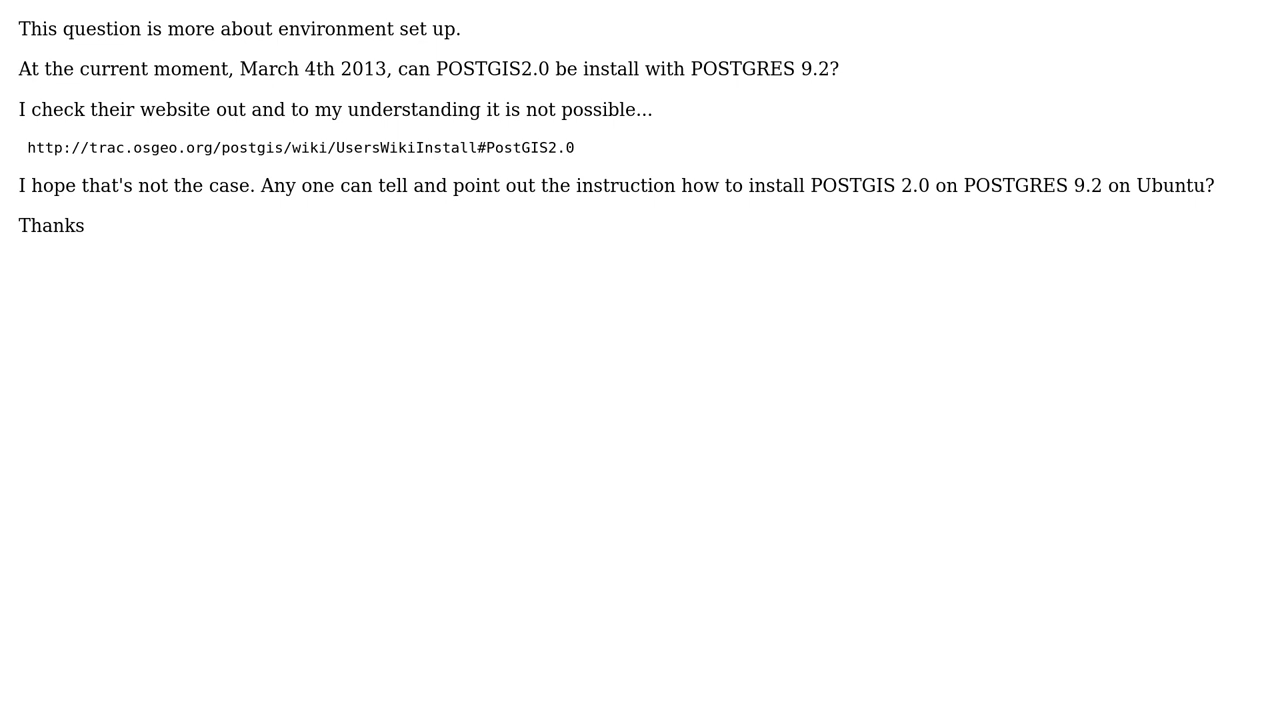 This question is more about environment set up.
At the current moment, March 4th 2013, can POSTGIS2.0 be install with POSTGRES 9.2?
I check their website out and to my understanding it is not possible...
http://trac.osgeo.org/postgis/wiki/UsersWikiInstall#PostGIS2.0
I hope that's not the case. Any one can tell and point out the instruction how to install POSTGIS 2.0 on POSTGRES 9.2 on Ubuntu?
Thanks